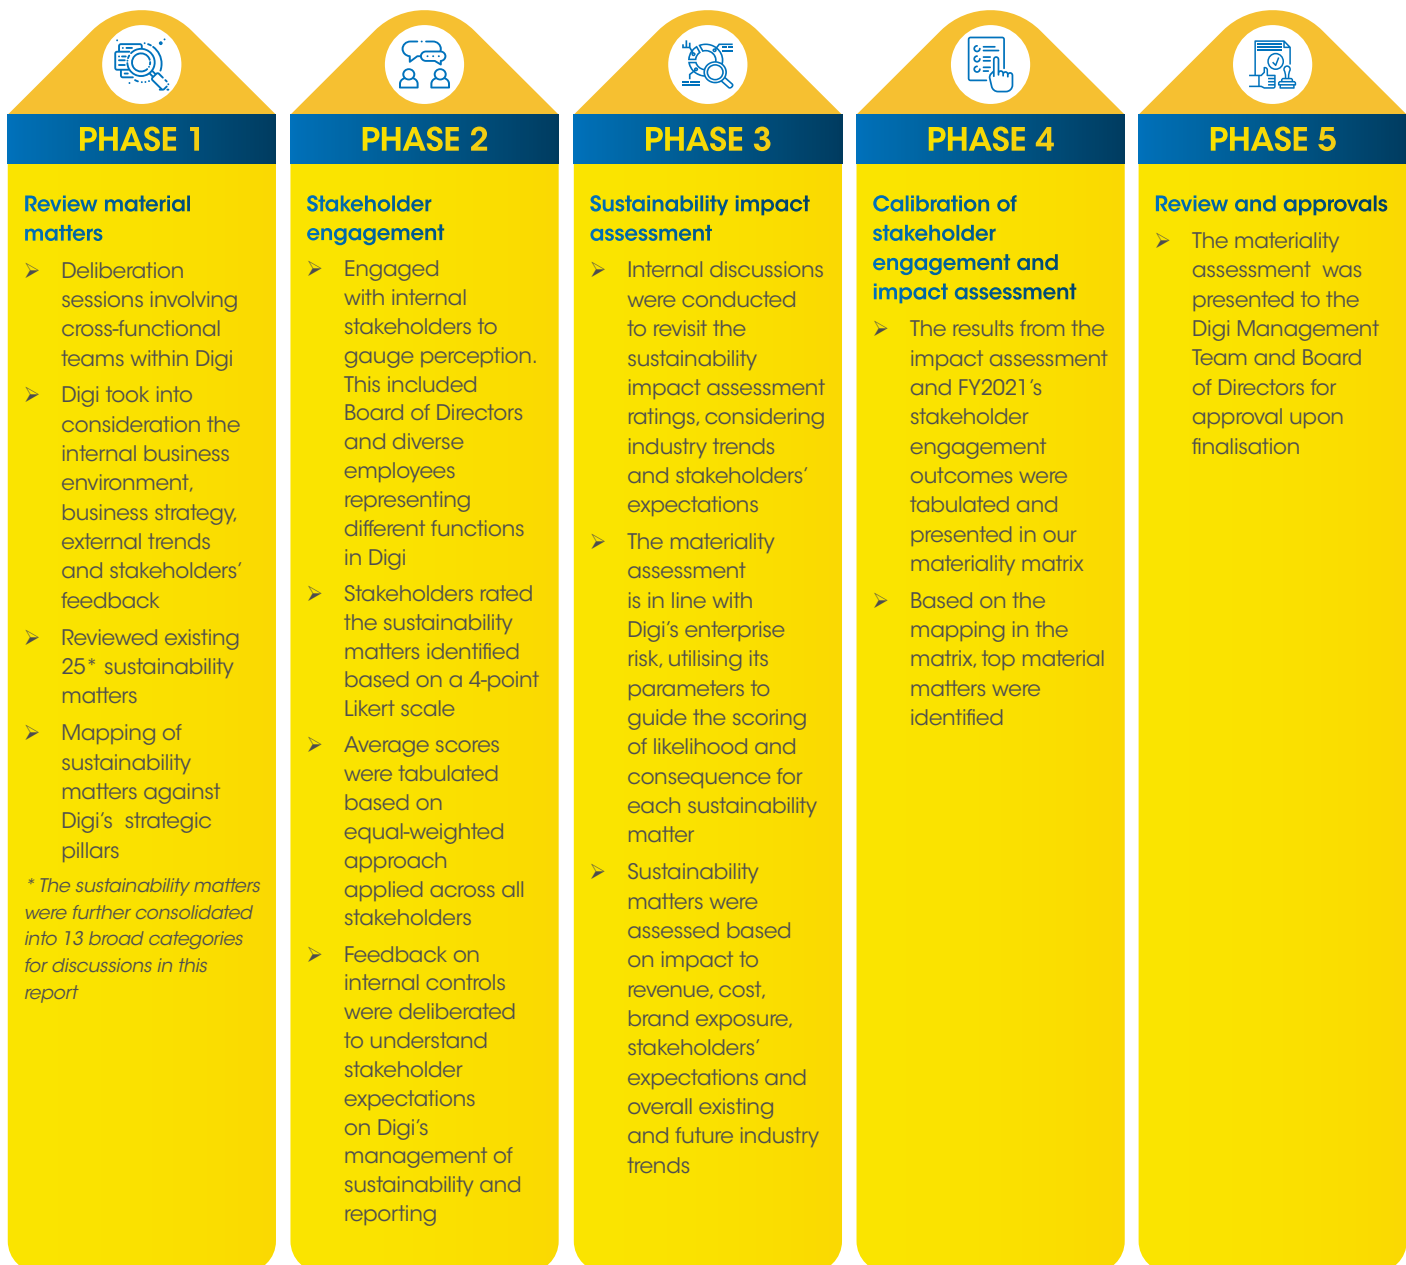 PHASE 1
Review material
matters
➢ Deliberation
sessions involving
cross-functional
teams within Digi
➢ Digi took into
consideration the
internal business
environment,
business strategy,
external trends
and stakeholders’
feedback
➢ Reviewed existing
25* sustainability
matters
➢ Mapping of
sustainability
matters against
Digi’s strategic
pillars
* The sustainability matters
were further consolidated
into 13 broad categories
for discussions in this
report
PHASE 2
Stakeholder
engagement
➢ Engaged
with internal
stakeholders to
gauge perception.
This included
Board of Directors
and diverse
employees
representing
different functions
in Digi
➢ Stakeholders rated
the sustainability
matters identified
based on a 4-point
Likert scale
➢ Average scores
were tabulated
based on
equal-weighted
approach
applied across all
stakeholders
➢ Feedback on
internal controls
were deliberated
to understand
stakeholder
expectations
on Digi’s
management of
sustainability and
reporting
PHASE 3
Sustainability impact
assessment
➢ Internal discussions
were conducted
to revisit the
sustainability
impact assessment
ratings, considering
industry trends
and stakeholders’
expectations
➢ The materiality
assessment
is in line with
Digi’s enterprise
risk, utilising its
parameters to
guide the scoring
of likelihood and
consequence for
each sustainability
matter
➢ Sustainability
matters were
assessed based
on impact to
revenue, cost,
brand exposure,
stakeholders’
expectations and
overall existing
and future industry
trends
PHASE 4
Calibration of
stakeholder
engagement and
impact assessment
➢ The results from the
impact assessment
and FY2021’s
stakeholder
engagement
outcomes were
tabulated and
presented in our
materiality matrix
➢ Based on the
mapping in the
matrix, top material
matters were
identified
PHASE 5
Review and approvals
➢ The materiality
assessment was
presented to the
Digi Management
Team and Board
of Directors for
approval upon
finalisation